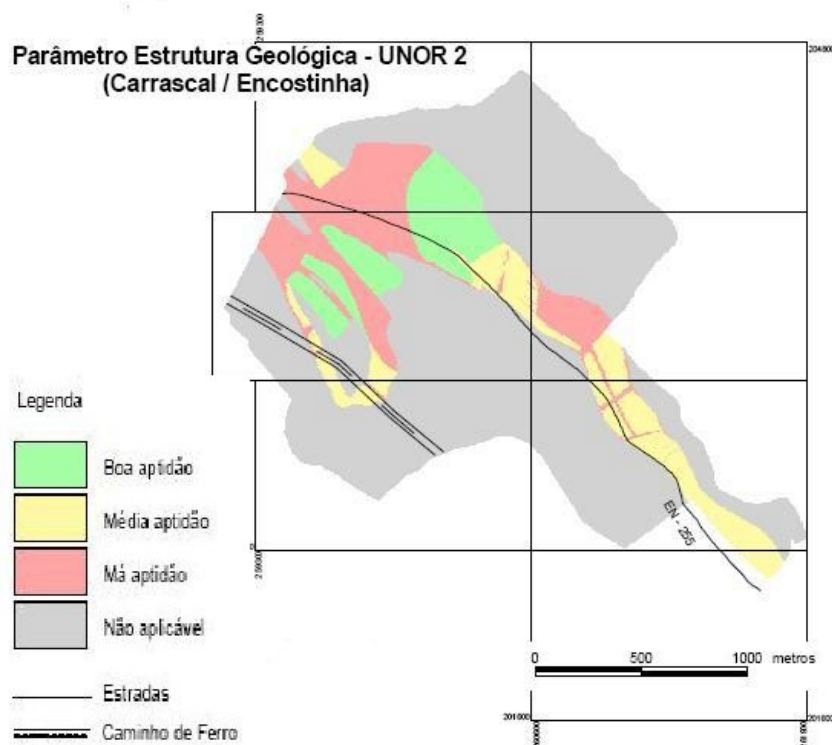 Parâmetro Estrutura Geológica - UNOR 2
(Carrascal / Encostinha)
Legenda
Boa aptidão
Média aptidão
Má aptidão
Não aplicável
Estradas
Caminho de Ferro
EN - 255
0 500 1000 metros